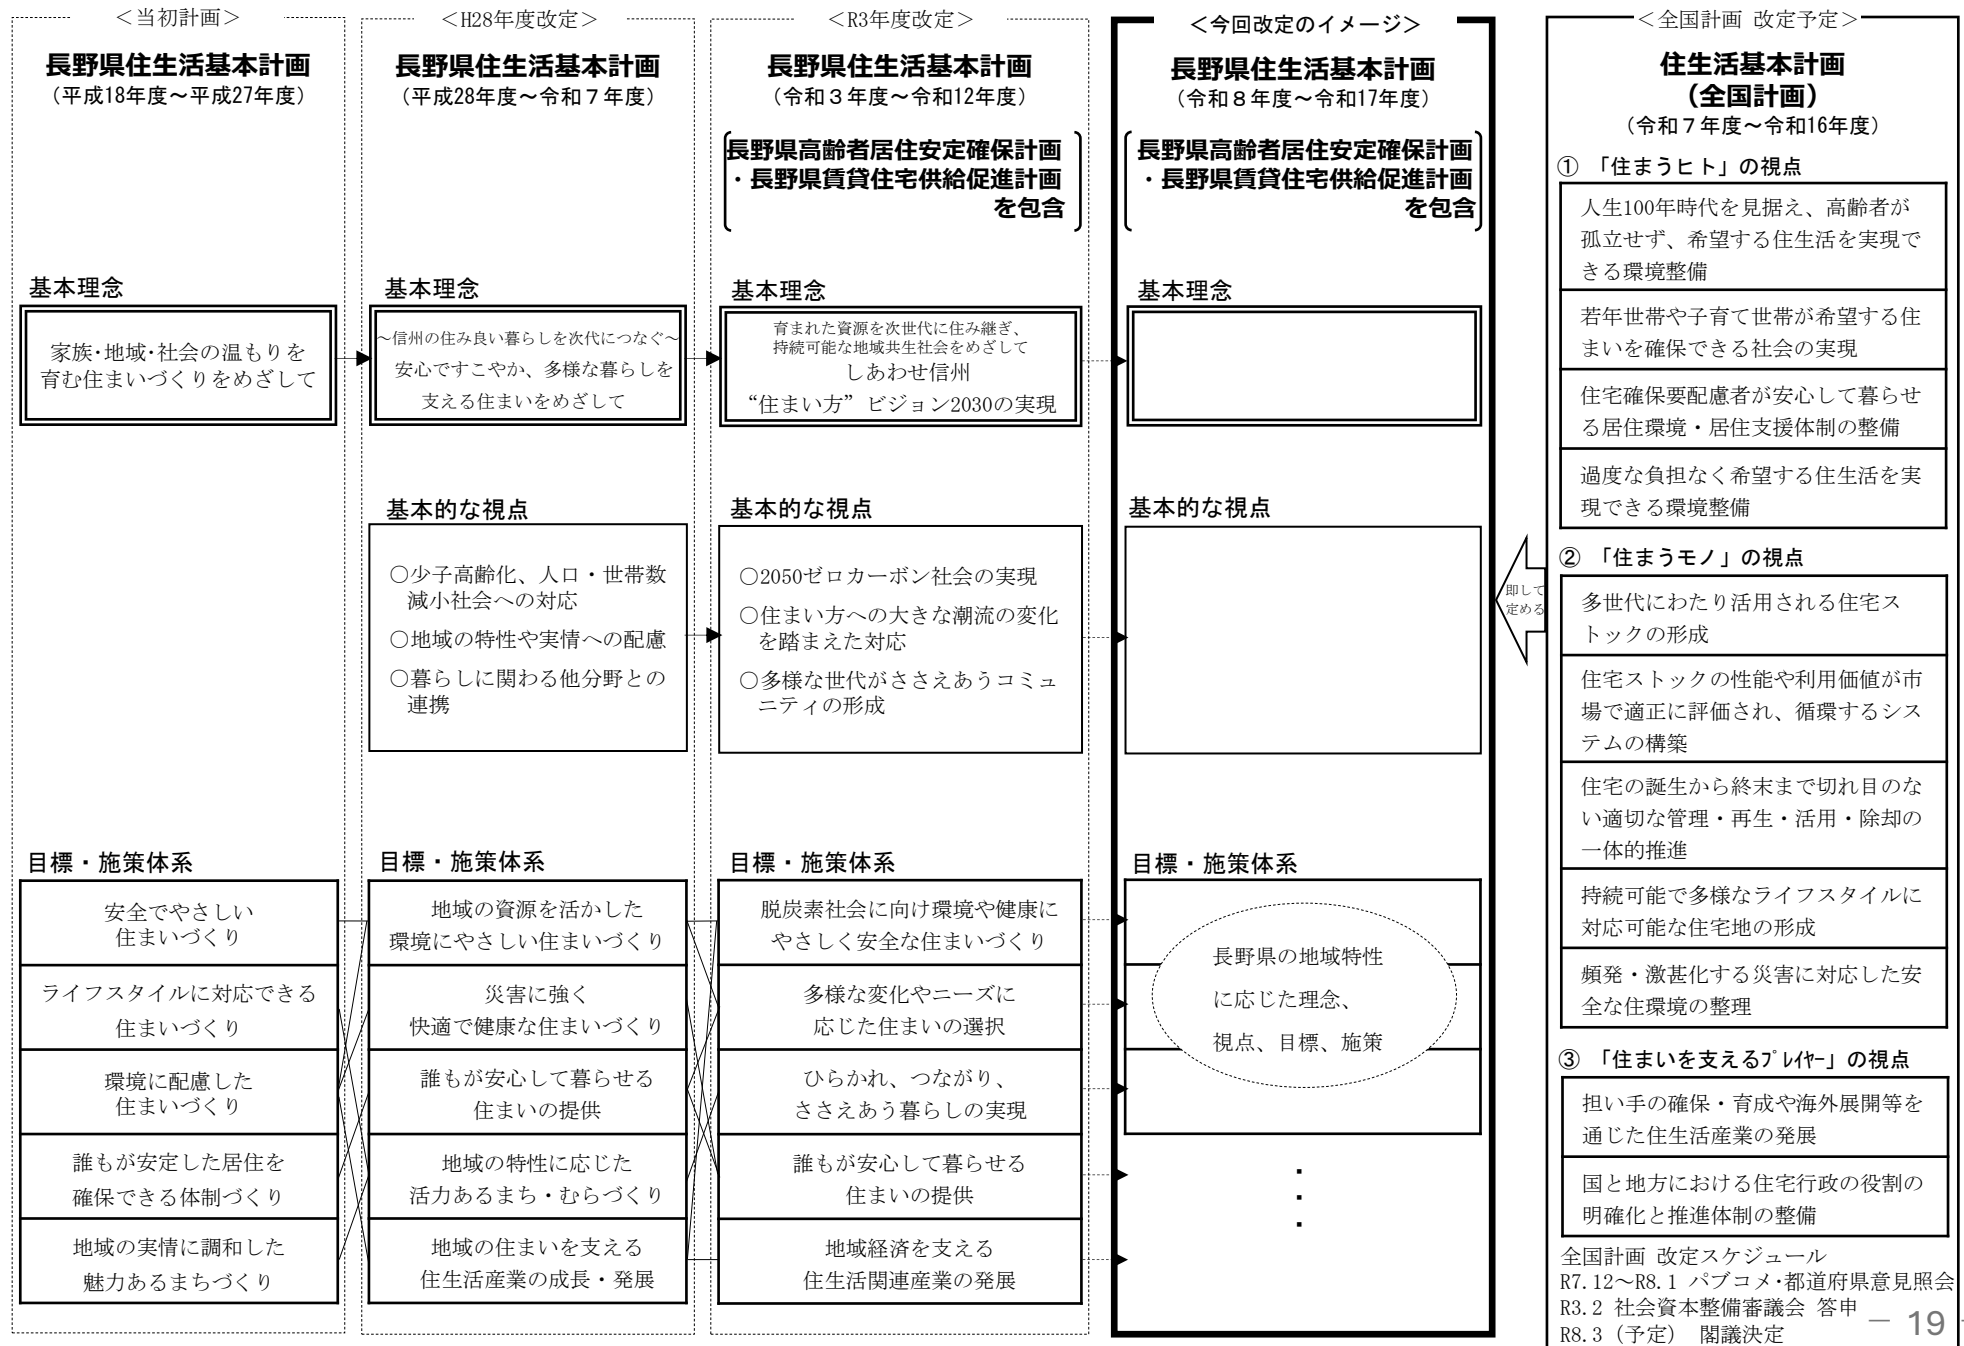 ＜当初計画＞
長野県住生活基本計画
（平成18年度～平成27年度）
基本理念
家族・地域・社会の温もりを
育む住まいづくりをめざして
目標・施策体系
安全でやさしい
住まいづくり
ライフスタイルに対応できる
住まいづくり
環境に配慮した
住まいづくり
誰もが安定した居住を
確保できる体制づくり
地域の実情に調和した
魅力あるまちづくり
＜H28年度改定＞
長野県住生活基本計画
（平成28年度～令和７年度）
基本理念
～信州の住み良い暮らしを次代につなぐ～
安心ですこやか、多様な暮らしを
支える住まいをめざして
基本的な視点
○少子高齢化、人口・世帯数
減小社会への対応
○地域の特性や実情への配慮
○暮らしに関わる他分野との
連携
目標・施策体系
地域の資源を活かした
環境にやさしい住まいづくり
災害に強く
快適で健康な住まいづくり
誰もが安心して暮らせる
住まいの提供
地域の特性に応じた
活力あるまち・むらづくり
地域の住まいを支える
住生活産業の成長・発展
＜R3年度改定＞
長野県住生活基本計画
（令和３年度～令和12年度）
長野県高齢者居住安定確保計画
・長野県賃貸住宅供給促進計画
を包含
基本理念
育まれた資源を次世代に住み継ぎ、
持続可能な地域共生社会をめざして
しあわせ信州
“住まい方”ビジョン2030の実現
基本的な視点
○2050ゼロカーボン社会の実現
○住まい方への大きな潮流の変化
を踏まえた対応
○多様な世代がささえあうコミュ
ニティの形成
目標・施策体系
脱炭素社会に向け環境や健康に
やさしく安全な住まいづくり
多様な変化やニーズに
応じた住まいの選択
ひらかれ、つながり、
ささえあう暮らしの実現
誰もが安心して暮らせる
住まいの提供
地域経済を支える
住生活関連産業の発展
＜今回改定のイメージ＞
長野県住生活基本計画
（令和８年度～令和17年度）
長野県高齢者居住安定確保計画
・長野県賃貸住宅供給促進計画
を包含
基本理念
基本的な視点
目標・施策体系
長野県の地域特性
に応じた理念、
視点、目標、施策
・
・
・
即して
定める
＜全国計画 改定予定＞
住生活基本計画
（全国計画）
（令和７年度～令和16年度）
① 「住まうヒト」の視点
人生100年時代を見据え、高齢者が
孤立せず、希望する住生活を実現で
きる環境整備
若年世帯や子育て世帯が希望する住
まいを確保できる社会の実現
住宅確保要配慮者が安心して暮らせ
る居住環境・居住支援体制の整備
過度な負担なく希望する住生活を実
現できる環境整備
② 「住まうモノ」の視点
多世代にわたり活用される住宅ス
トックの形成
住宅ストックの性能や利用価値が市
場で適正に評価され、循環するシス
テムの構築
住宅の誕生から終末まで切れ目のな
い適切な管理・再生・活用・除却の
一体的推進
持続可能で多様なライフスタイルに
対応可能な住宅地の形成
頻発・激甚化する災害に対応した安
全な住環境の整理
③ 「住まいを支えるﾌﾟﾚｲﾔｰ」の視点
担い手の確保・育成や海外展開等を
通じた住生活産業の発展
国と地方における住宅行政の役割の
明確化と推進体制の整備
全国計画 改定スケジュール
R7.12～R8.1 パブコメ・都道府県意見照会
R3.2 社会資本整備審議会 答申
R8.3（予定） 閣議決定
－ 19 －